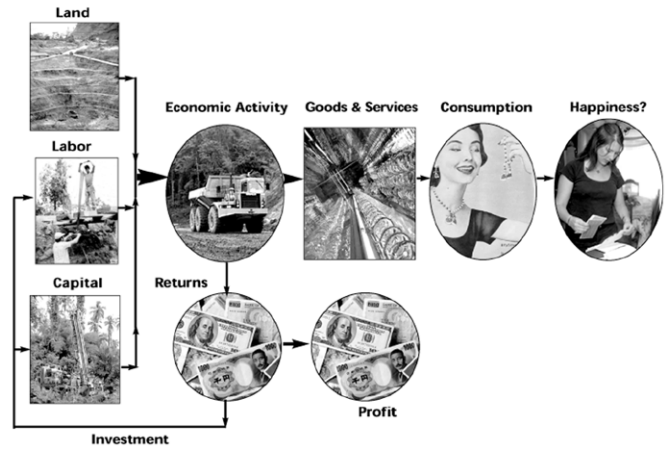 Land
Economic Activity
Goods & Services
Consumption
Happiness?
Labor
Capital
Returns
Profit
Investment